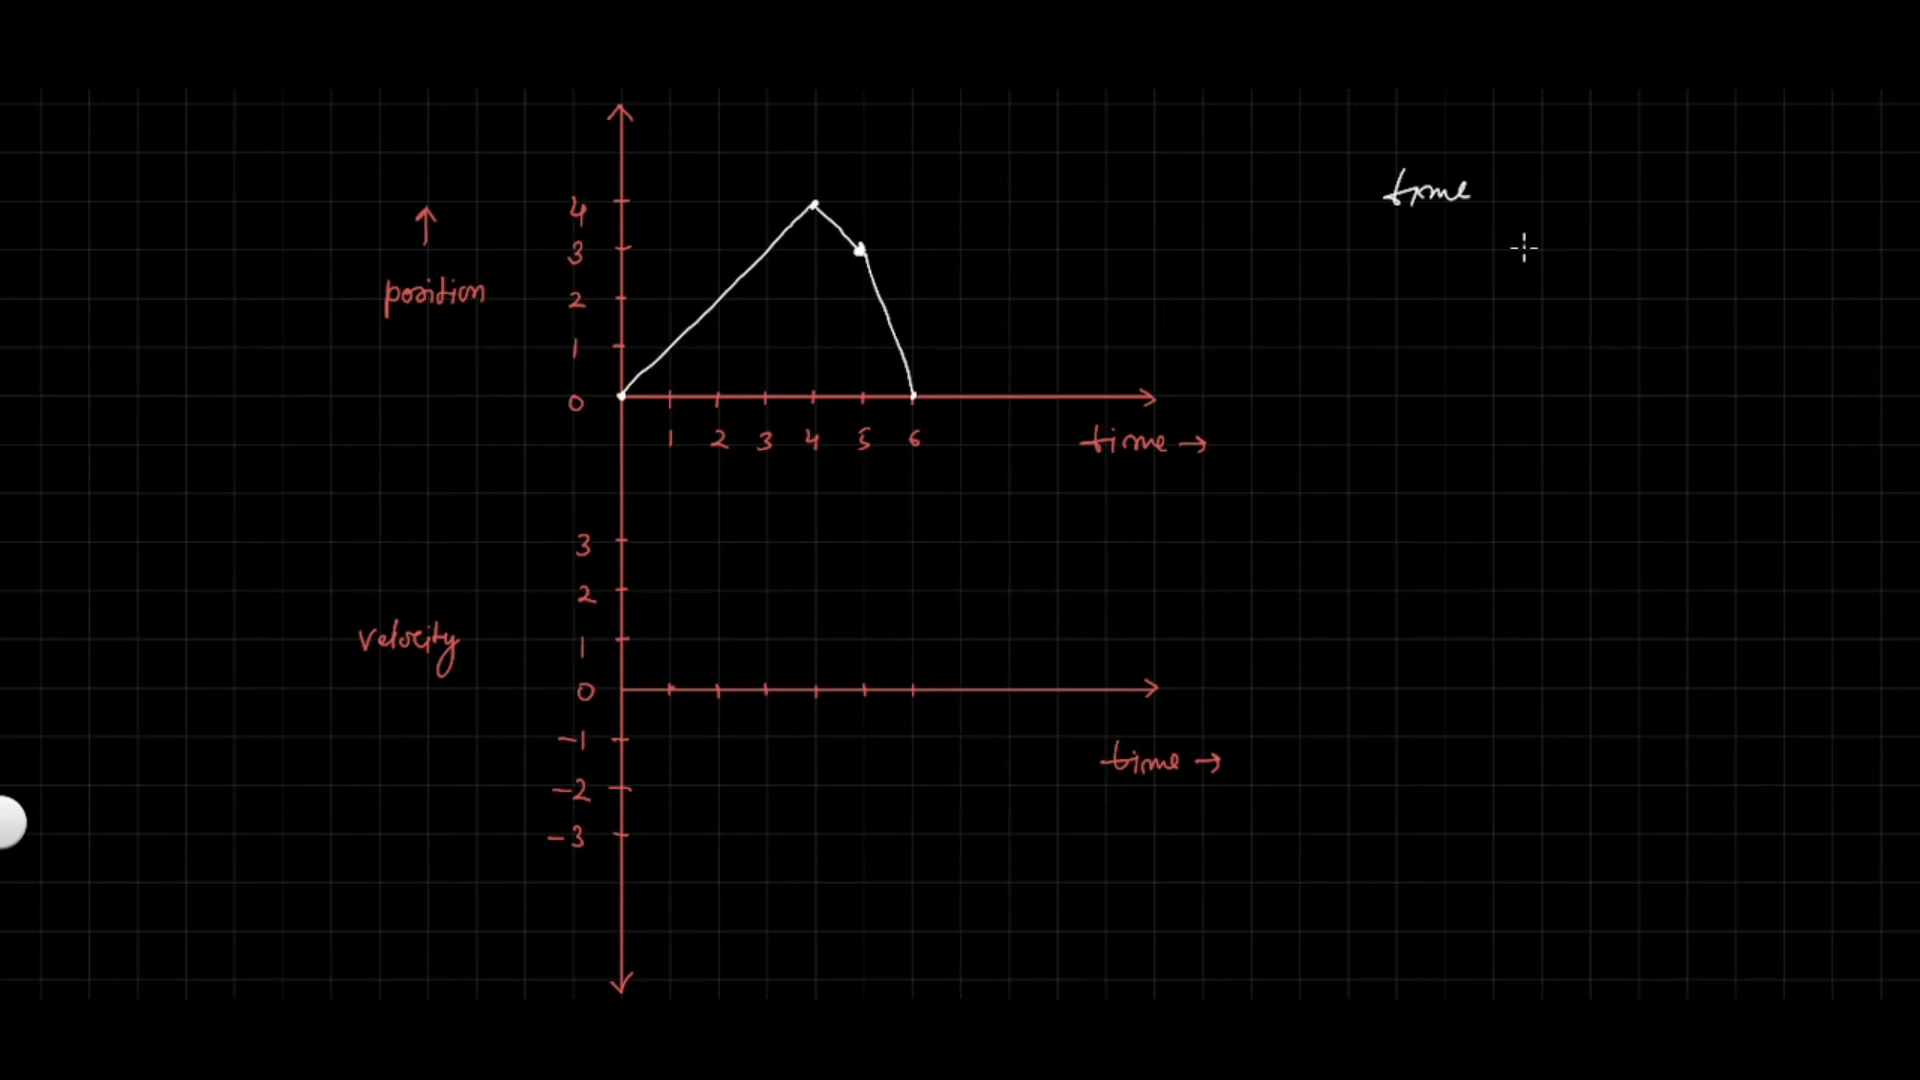 time
4
3
2
1
0
position
1 2 3 4 5 6
time →
3
2
1
0
-1
-2
-3
velocity
time →